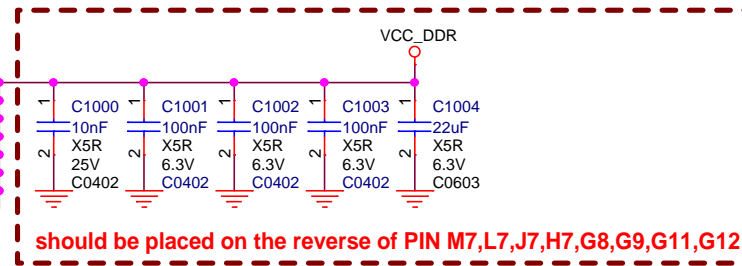 VCC_DDR
1 1 1 1 1
C1000 C1001 C1002 C1003 C1004
10nF 100nF 100nF 100nF 22uF
X5R X5R X5R X5R X5R
2 2 2 2 2
25V 6.3V 6.3V 6.3V 6.3V
C0402 C0402 C0402 C0402 C0603
should be placed on the reverse of PIN M7,L7,J7,H7,G8,G9,G11,G12